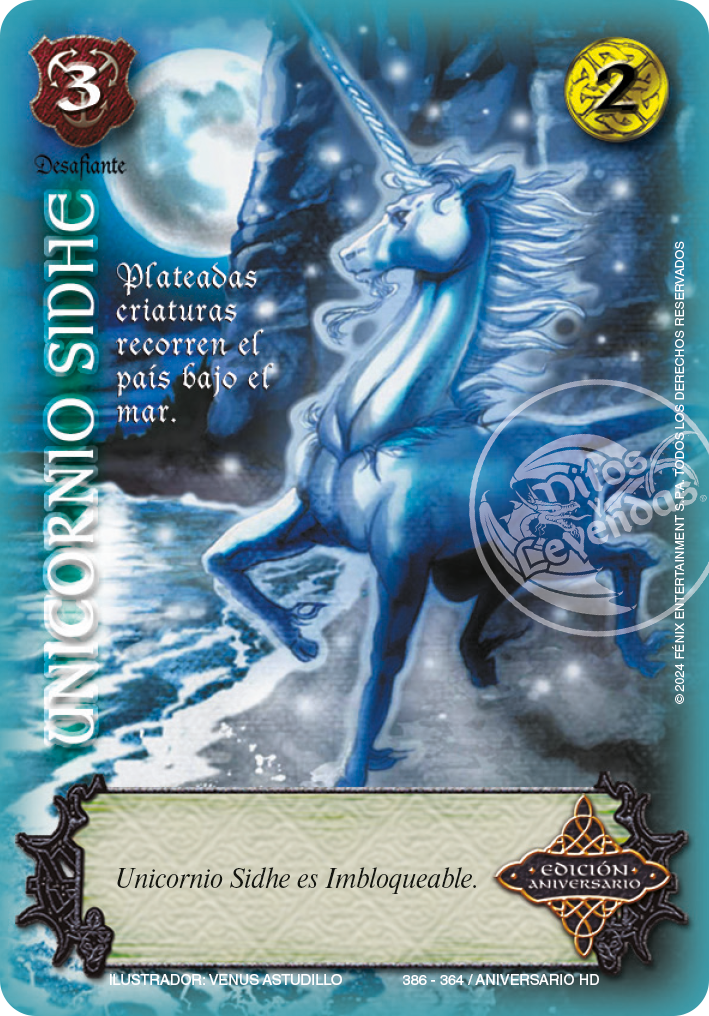 3
2
Desafiante
UNICORNIO SIDHE
Plateadas
criaturas
recorren el
país bajo el
mar.
Mitos
Leyendas®
©2024 FÉNIX ENTERTAINMENT S.P.A. TODOS LOS DERECHOS RESERVADOS
Unicornio Sidhe es Imbloqueable.
EDICIÓN
ANIVERSARIO
ILUSTRADOR: VENUS ASTUDILLO 386 - 364 / ANIVERSARIO HD